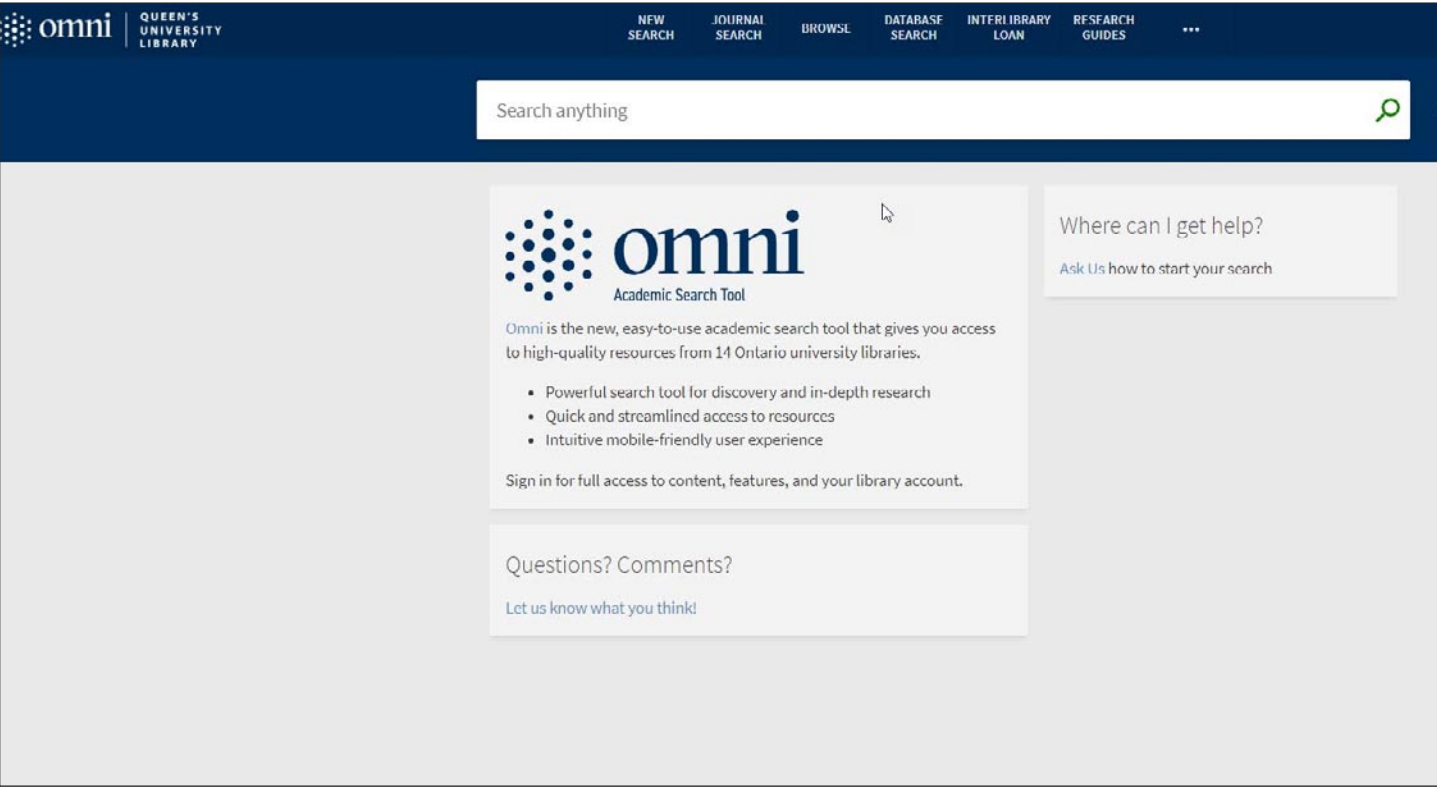 omni
QUEEN'S
UNIVERSITY
LIBRARY
NEW
SEARCH
JOURNAL
SEARCH
BROWSE
DATABASE
SEARCH
INTERLIBRARY
LOAN
RESEARCH
GUIDES
...
Search anything
omni
Academic Search Tool
Omni is the new, easy-to-use academic search tool that gives you access
to high-quality resources from 14 Ontario university libraries.
• Powerful search tool for discovery and in-depth research
• Quick and streamlined access to resources
• Intuitive mobile-friendly user experience
Sign in for full access to content, features, and your library account.
Where can I get help?
Ask Us how to start your search
Questions? Comments?
Let us know what you think!